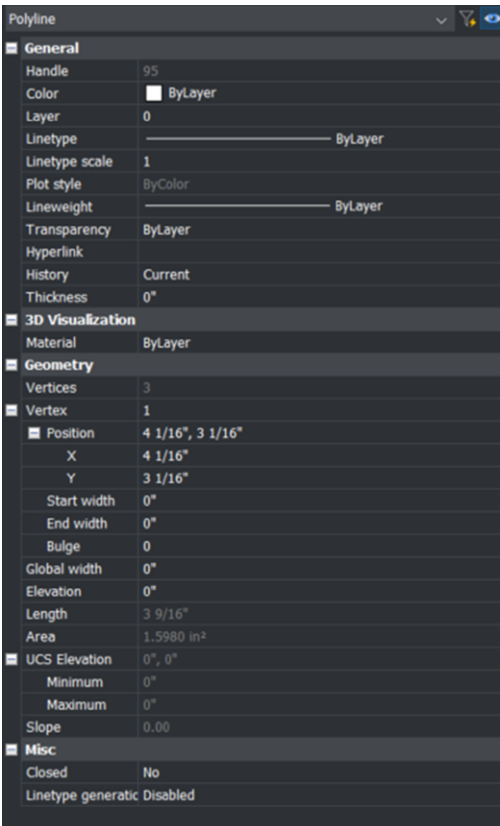 Polyline
General
Handle 95
Color ByLayer
Layer 0
Linetype ByLayer
Linetype scale 1
Plot style ByColor
Lineweight ByLayer
Transparency ByLayer
Hyperlink
History Current
Thickness 0"
3D Visualization
Material ByLayer
Geometry
Vertices 3
Vertex 1
Position 4 1/16", 3 1/16"
X 4 1/16"
Y 3 1/16"
Start width 0"
End width 0"
Bulge 0
Global width 0"
Elevation 0"
Length 3 9/16"
Area 1.5980 in²
UCS Elevation 0", 0"
Minimum 0"
Maximum 0"
Slope 0.00
Misc
Closed No
Linetype generatic Disabled